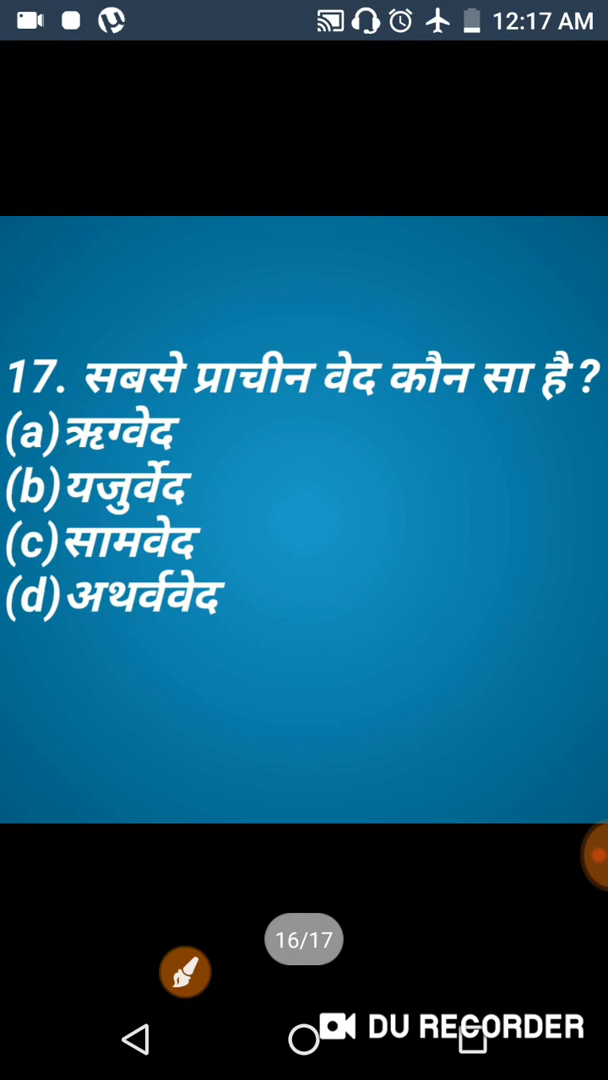 12:17 AM
17. सबसे प्राचीन वेद कौन सा है?
(a)ऋग्वेद
(b)यजुर्वेद
(c)सामवेद
(d)अथर्ववेद
16/17
DU RECORDER